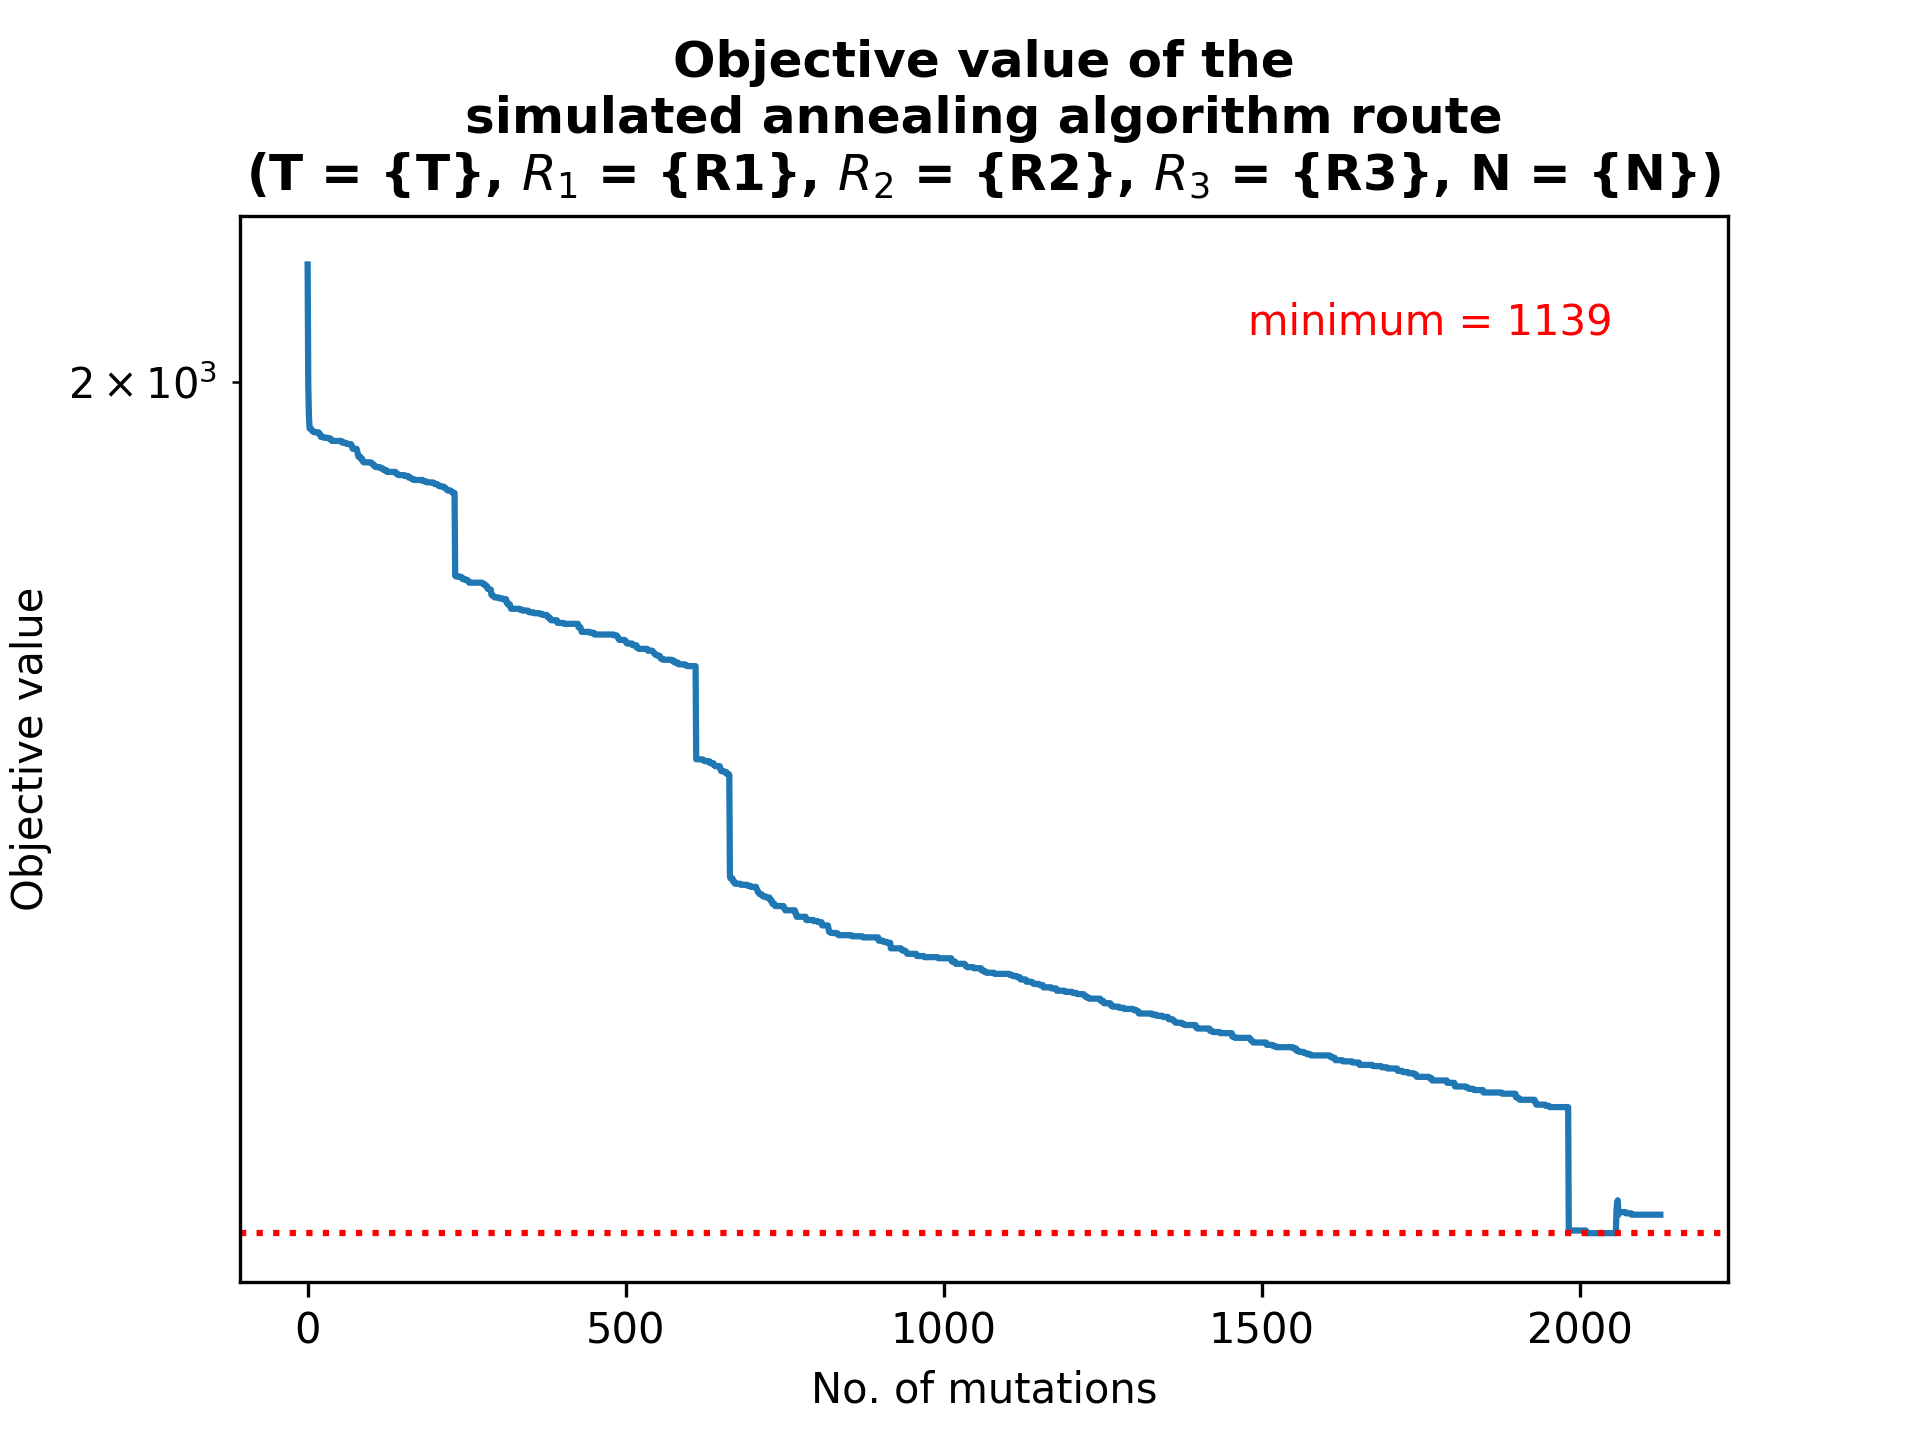 Objective value of the
simulated annealing algorithm route
(T = {T}, R₁ = {R1}, R₂ = {R2}, R₃ = {R3}, N = {N})
minimum = 1139
2 × 10³
Objective value
0 500 1000 1500 2000
No. of mutations